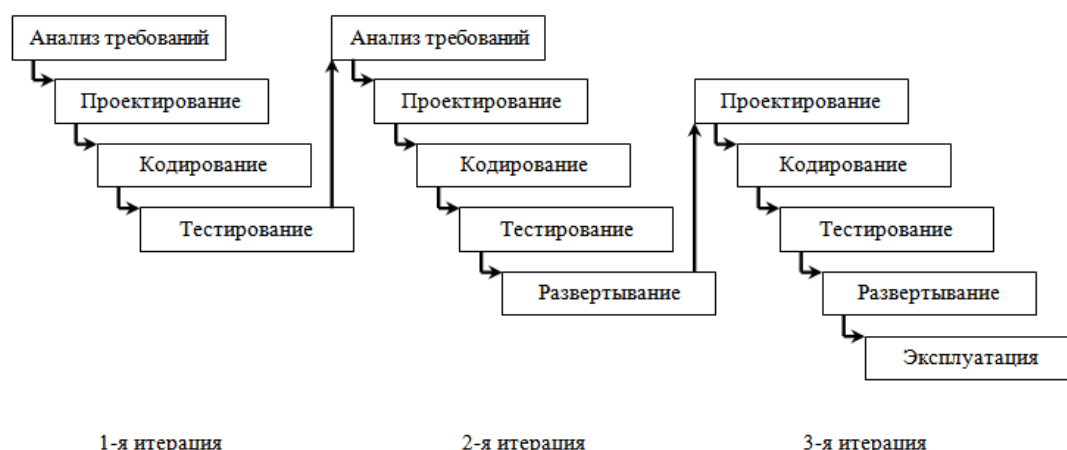 Анализ требований
Проектирование
Кодирование
Тестирование
Анализ требований
Проектирование
Кодирование
Тестирование
Развертывание
Проектирование
Кодирование
Тестирование
Развертывание
Эксплуатация
1-я итерация
2-я итерация
3-я итерация